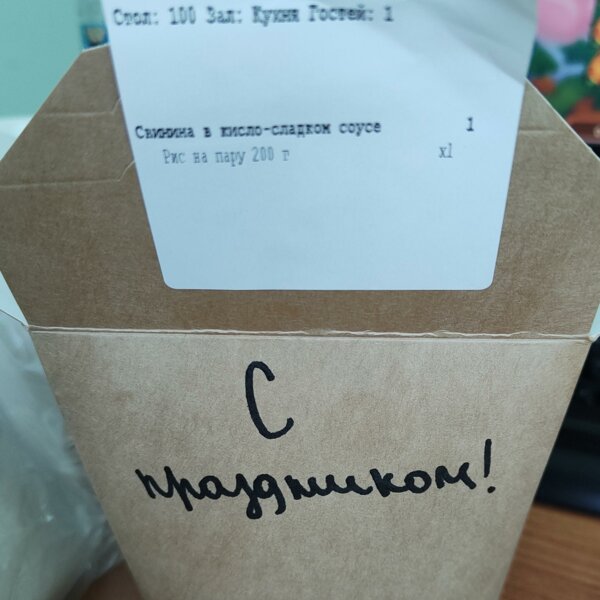 Стол: 100 Зал: Кухня Гостей: 1
Свинина в кисло-сладком соусе 1
Рис на пару 200 г x1
С
праздником!